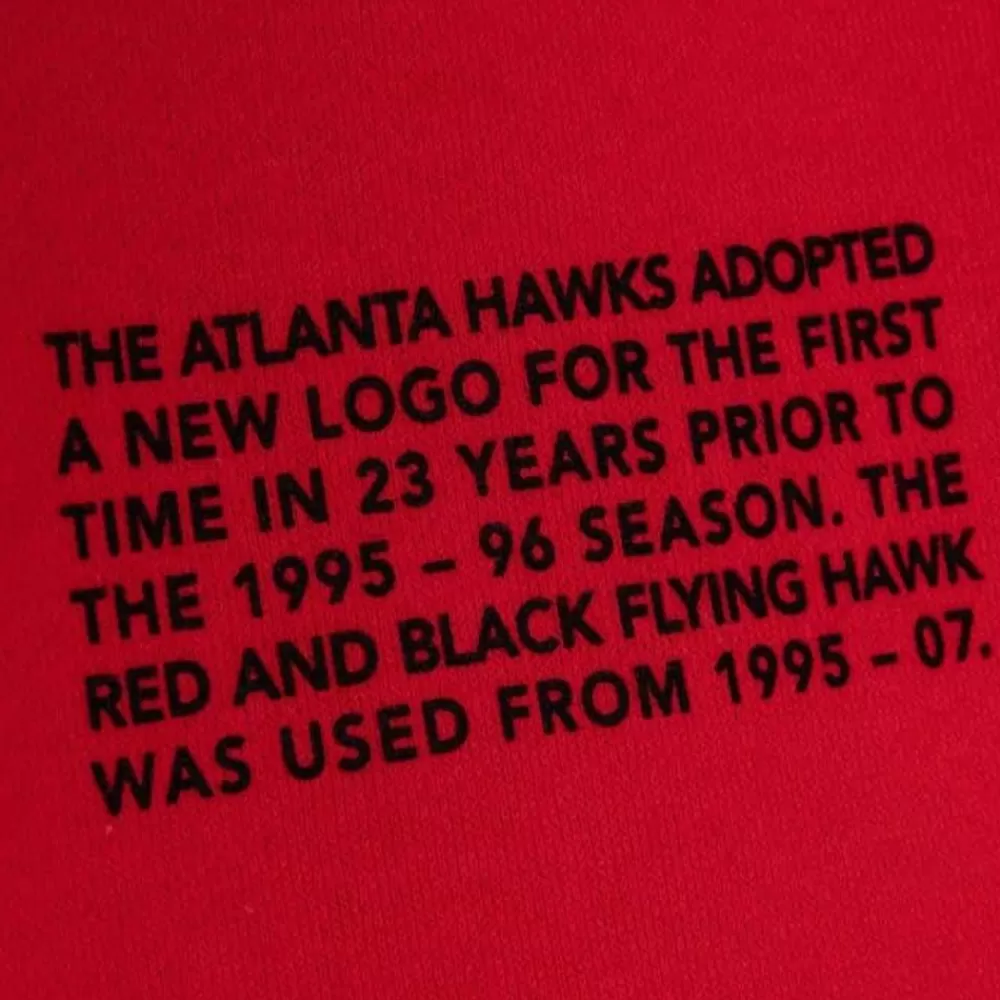 THE ATLANTA HAWKS ADOPTED
A NEW LOGO FOR THE FIRST
TIME IN 23 YEARS PRIOR TO
THE 1995 – 96 SEASON. THE
RED AND BLACK FLYING HAWK
WAS USED FROM 1995 – 07.